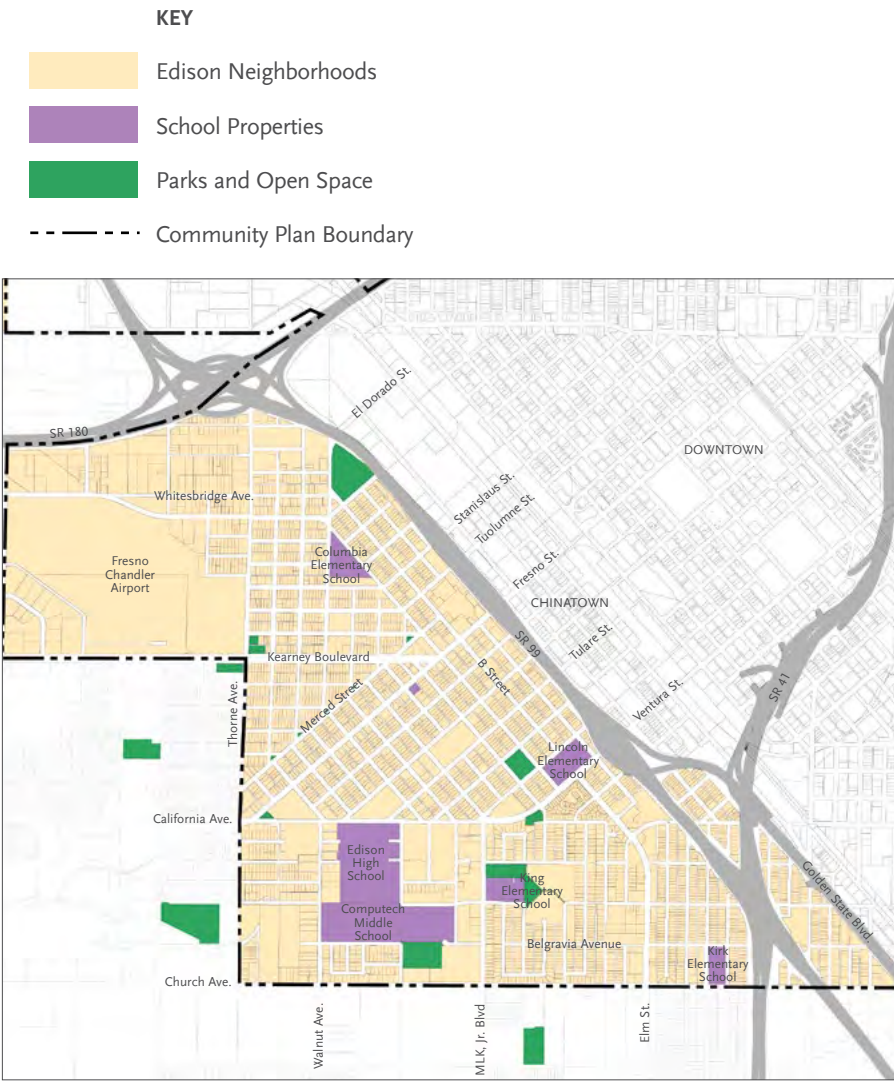 KEY
Edison Neighborhoods
School Properties
Parks and Open Space
Community Plan Boundary
El Dorado St.
SR 180
DOWNTOWN
Whitesbridge Ave.
Stanislaus St.
Tuolumne St.
Columbia
Elementary
School
Fresno
Chandler
Airport
Fresno St.
CHINATOWN
Tulare St.
SR 99
Kearney Boulevard
B Street
Merced Street
Thorne Ave.
Ventura St.
SR 41
Lincoln
Elementary
School
California Ave.
Edison
High
School
King
Elementary
School
Golden State Blvd.
Computech
Middle
School
Belgravia Avenue
Kirk
Elementary
School
Church Ave.
Walnut Ave.
MLK, Jr. Blvd
Elm St.